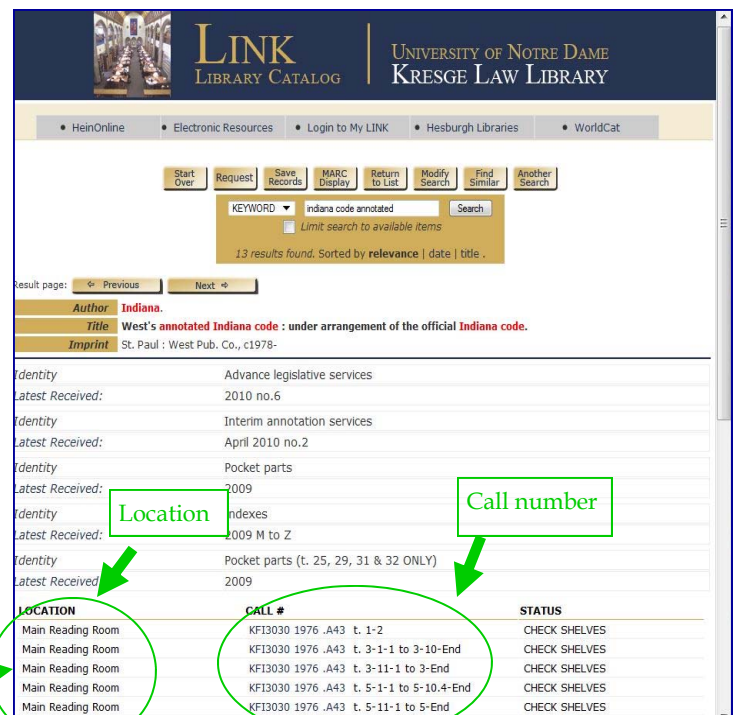 LINK
LIBRARY CATALOG
UNIVERSITY OF NOTRE DAME
KRESGE LAW LIBRARY
• HeinOnline • Electronic Resources • Login to My LINK • Hesburgh Libraries • WorldCat
Start Over Request Save Records MARC Display Return to List Modify Search Find Similar Another Search
KEYWORD indiana code annotated Search
Limit search to available items
13 results found. Sorted by relevance | date | title .
Result page: Previous Next
Author Indiana.
Title West's annotated Indiana code : under arrangement of the official Indiana code.
Imprint St. Paul : West Pub. Co., c1978-
Identity Advance legislative services
Latest Received: 2010 no.6
Identity Interim annotation services
Latest Received: April 2010 no.2
Identity Pocket parts
Latest Received: 2009
Location
Call number
Identity Indexes
Latest Received: 2009 M to Z
Identity Pocket parts (t. 25, 29, 31 & 32 ONLY)
Latest Received 2009
LOCATION CALL # STATUS
Main Reading Room KFI3030 1976 .A43 t. 1-2 CHECK SHELVES
Main Reading Room KFI3030 1976 .A43 t. 3-1-1 to 3-10-End CHECK SHELVES
Main Reading Room KFI3030 1976 .A43 t. 3-11-1 to 3-End CHECK SHELVES
Main Reading Room KFI3030 1976 .A43 t. 5-1-1 to 5-10.4-End CHECK SHELVES
Main Reading Room KFI3030 1976 .A43 t. 5-11-1 to 5-End CHECK SHELVES